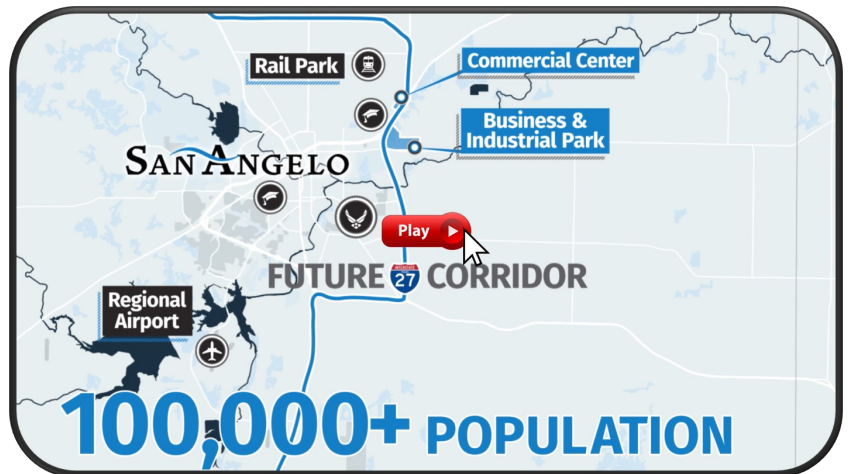 Rail Park
Commercial Center
Business &
Industrial Park
SAN ANGELO
Play
FUTURE INTERSTATE 27 CORRIDOR
Regional
Airport
100,000+ POPULATION